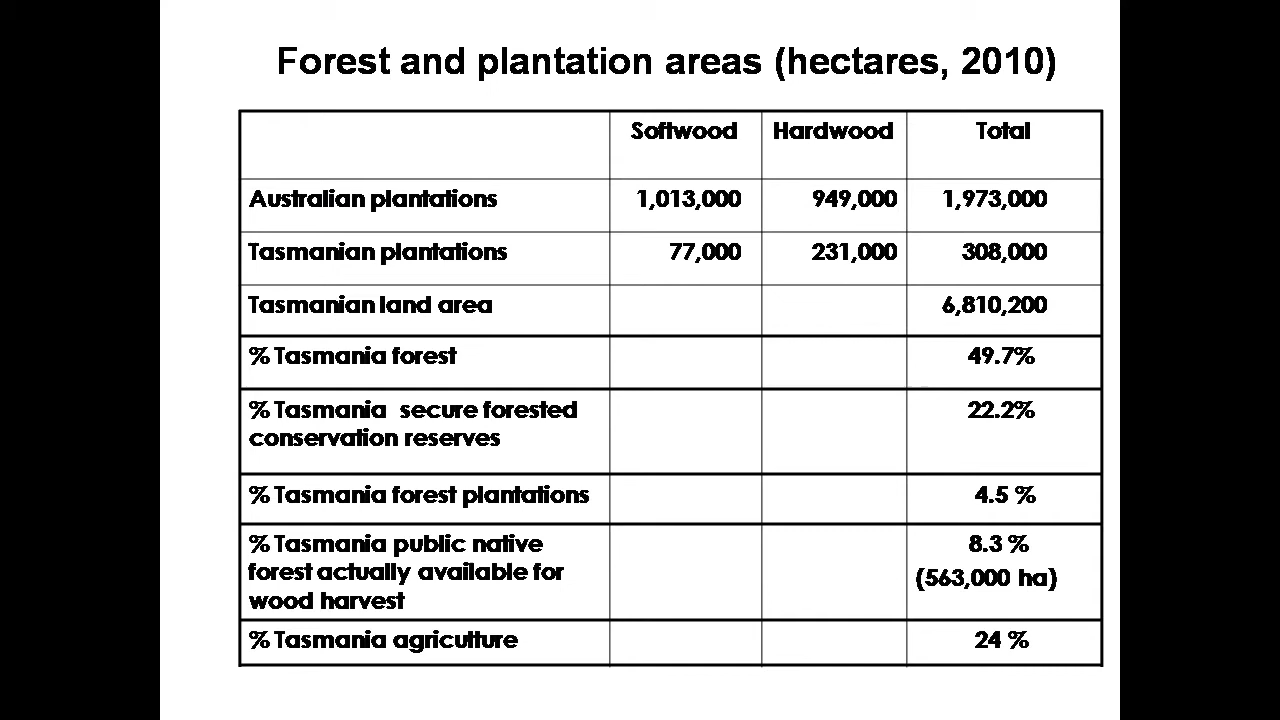 Forest and plantation areas (hectares, 2010)
Softwood Hardwood Total
Australian plantations 1,013,000 949,000 1,973,000
Tasmanian plantations 77,000 231,000 308,000
Tasmanian land area 6,810,200
% Tasmania forest 49.7%
% Tasmania secure forested 22.2%
conservation reserves
% Tasmania forest plantations 4.5 %
% Tasmania public native 8.3 %
forest actually available for (563,000 ha)
wood harvest
% Tasmania agriculture 24 %